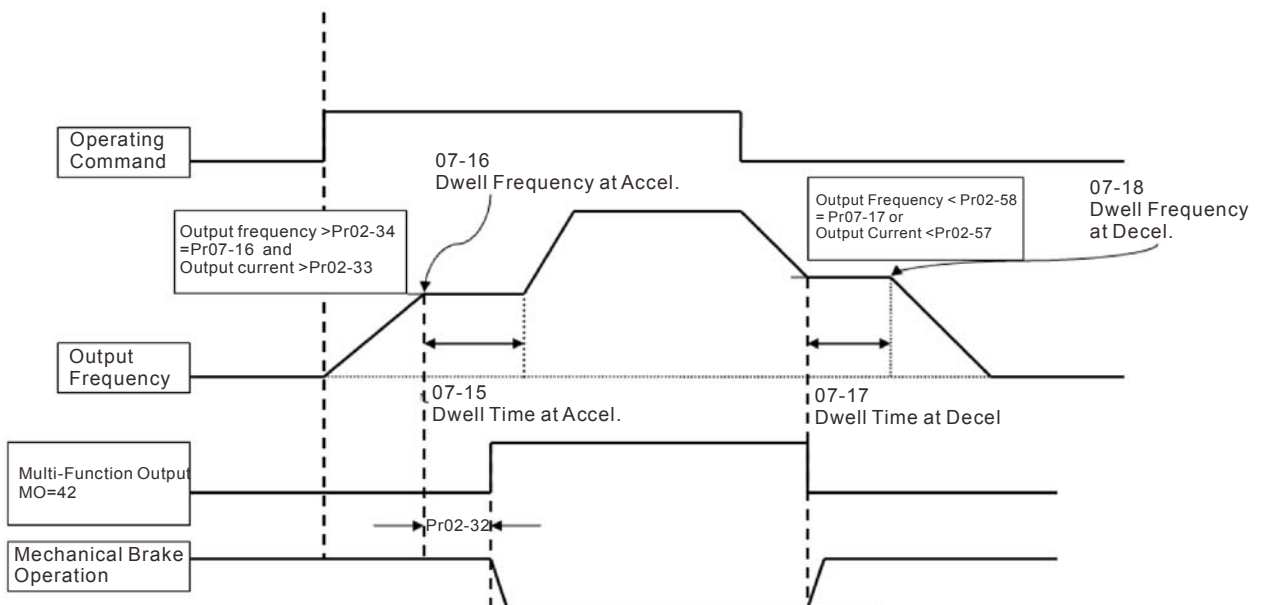 Operating
Command
07-16
Dwell Frequency at Accel.
Output Frequency < Pr02-58
= Pr07-17 or
Output Current <Pr02-57
07-18
Dwell Frequency
at Decel.
Output frequency >Pr02-34
=Pr07-16 and
Output current >Pr02-33
Output
Frequency
07-15
Dwell Time at Accel.
07-17
Dwell Time at Decel
Multi-Function Output
MO=42
Pr02-32
Mechanical Brake
Operation